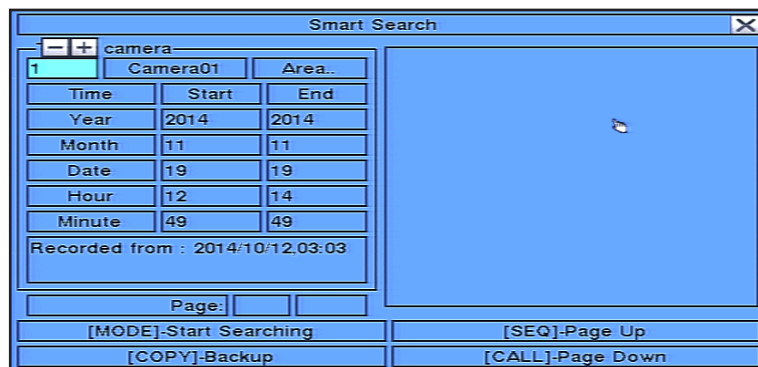 Smart Search
- + camera
1 Camera01 Area..
Time Start End
Year 2014 2014
Month 11 11
Date 19 19
Hour 12 14
Minute 49 49
Recorded from : 2014/10/12,03:03
Page:
[MODE]-Start Searching [SEQ]-Page Up
[COPY]-Backup [CALL]-Page Down